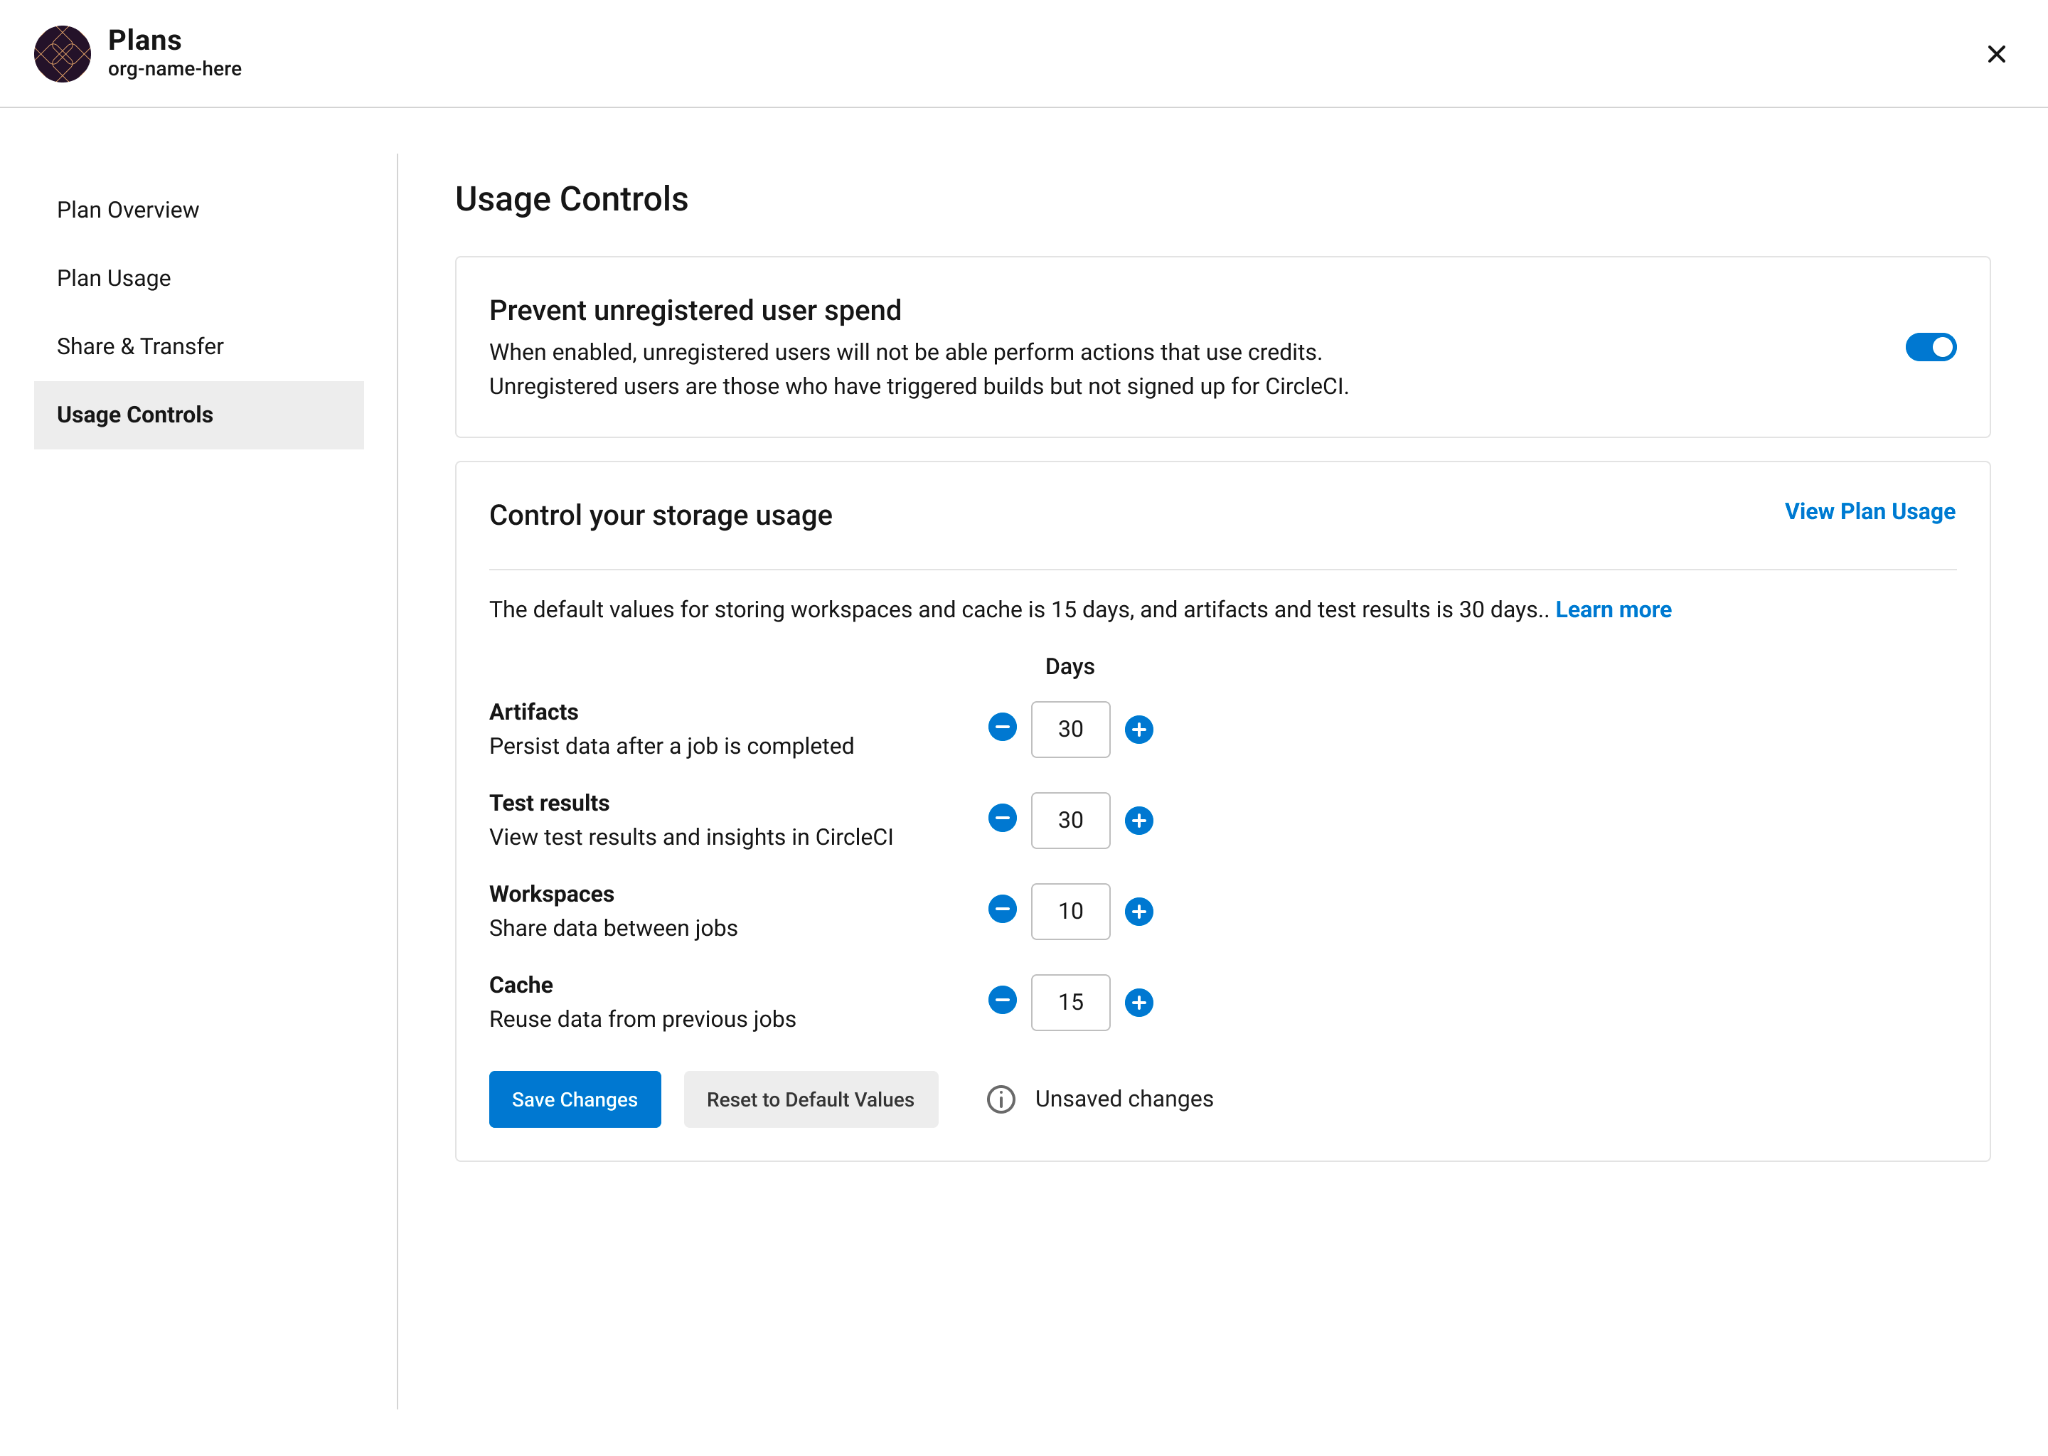 Plans
org-name-here
Plan Overview
Plan Usage
Share & Transfer
Usage Controls
Usage Controls
Prevent unregistered user spend
When enabled, unregistered users will not be able perform actions that use credits.
Unregistered users are those who have triggered builds but not signed up for CircleCI.
Control your storage usage
View Plan Usage
The default values for storing workspaces and cache is 15 days, and artifacts and test results is 30 days.. Learn more
Days
Artifacts
Persist data after a job is completed
30
Test results
View test results and insights in CircleCI
30
Workspaces
Share data between jobs
10
Cache
Reuse data from previous jobs
15
Save Changes
Reset to Default Values
Unsaved changes